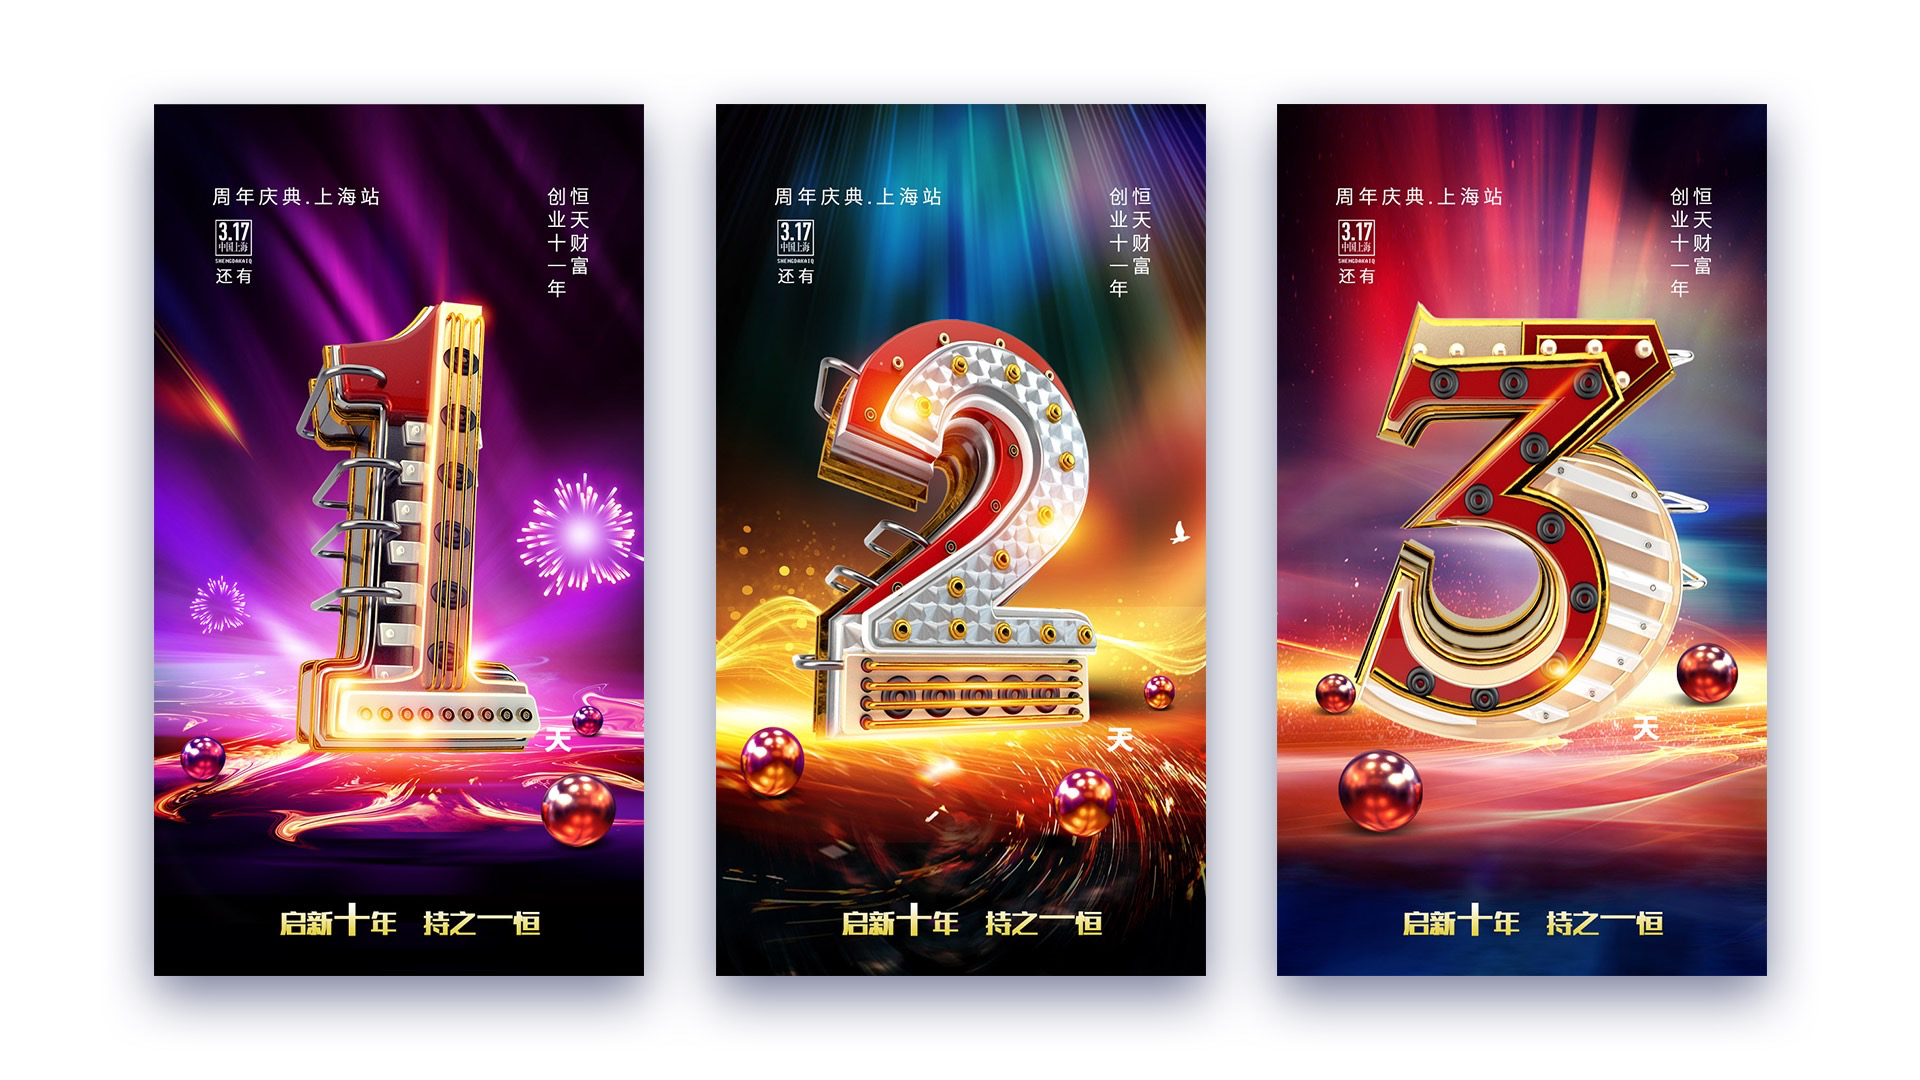 周年庆典.上海站
3.17
中国上海
SHENGDAKAIQ
还有
恒天财富
创业十一年
1
天
启新十年 持之一恒
周年庆典.上海站
3.17
中国上海
SHENGDAKAIQ
还有
恒天财富
创业十一年
2
天
启新十年 持之一恒
周年庆典.上海站
3.17
中国上海
SHENGDAKAIQ
还有
恒天财富
创业十一年
3
天
启新十年 持之一恒